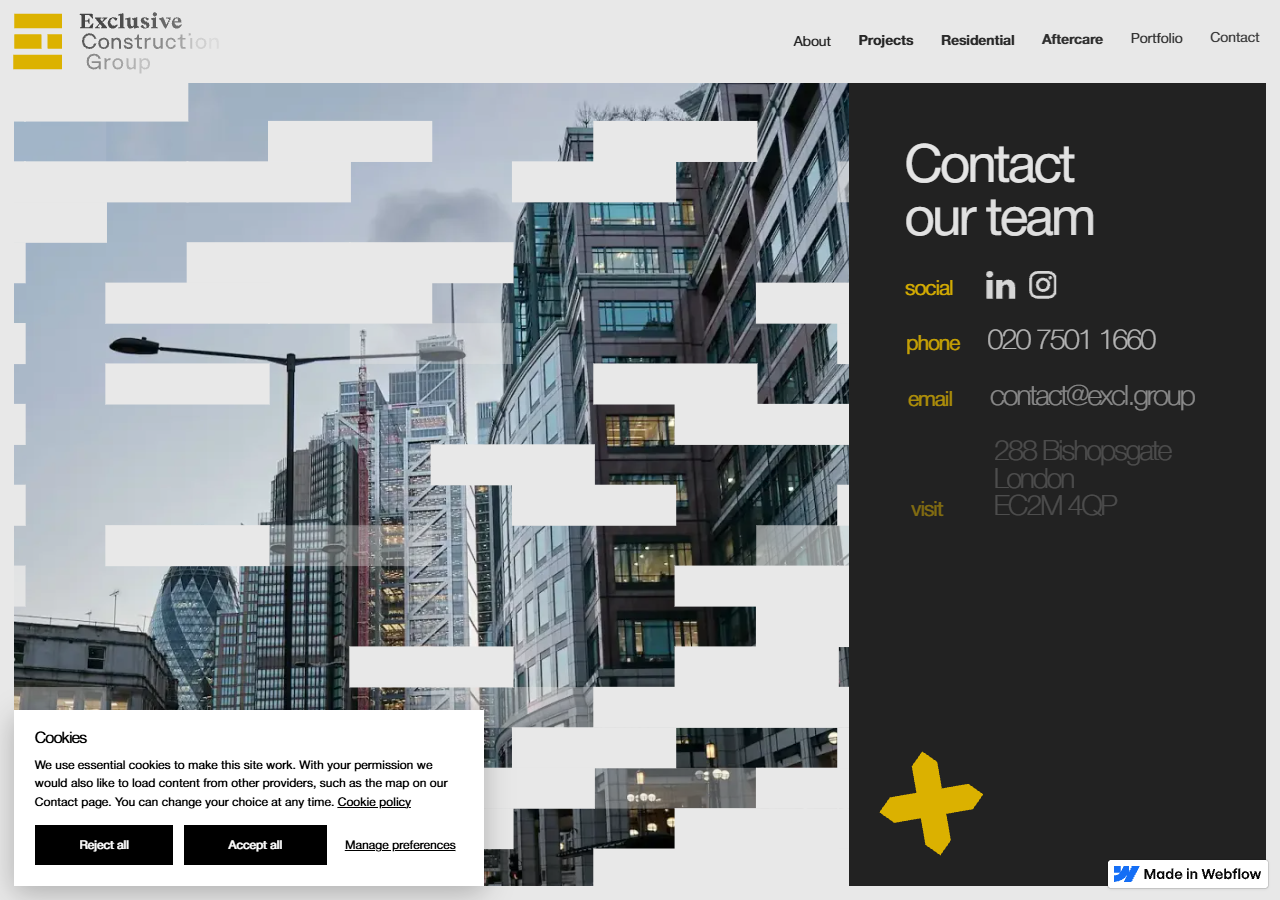 Exclusive
Construction
Group
About
Projects
Residential
Aftercare
Portfolio
Contact
Contact
our team
social
in
phone
020 7501 1660
email
contact@excl.group
288 Bishopsgate
London
visit
EC2M 4QP
Cookies
We use essential cookies to make this site work. With your permission we
would also like to load content from other providers, such as the map on our
Contact page. You can change your choice at any time. Cookie policy
Reject all
Accept all
Manage preferences
Made in Webflow